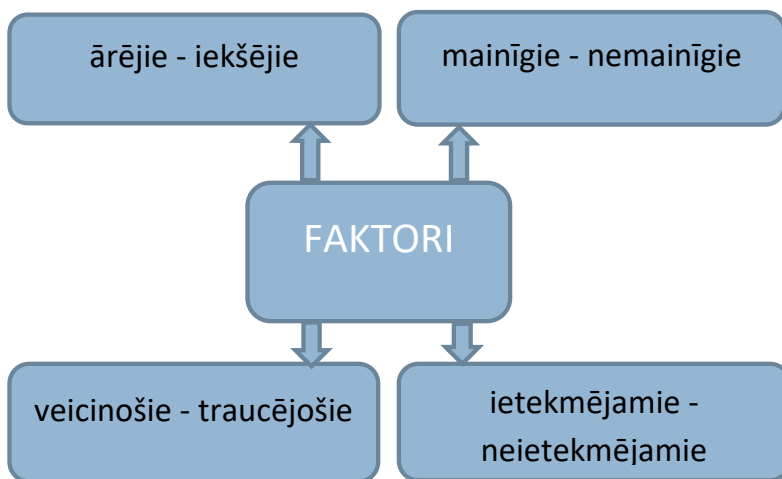 ārējie - iekšējie
mainīgie - nemainīgie
FAKTORI
veicinošie - traucējošie
ietekmējamie -
neietekmējamie